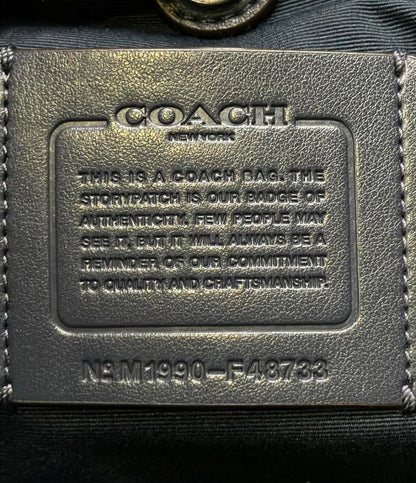 COACH
NEW YORK
THIS IS A COACH BAG. THE
STORYPATCH IS OUR BADGE OF
AUTHENTICITY. FEW PEOPLE MAY
SEE IT, BUT IT WILL ALWAYS BE A
REMINDER OF OUR COMMITMENT
TO QUALITY AND CRAFTSMANSHIP.
Nº M1990-F48733